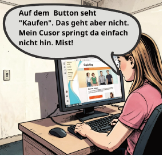 Auf dem Button seht
"Kaufen". Das geht aber nicht.
Mein Cusor springt da einfach
nicht hin. Mist!